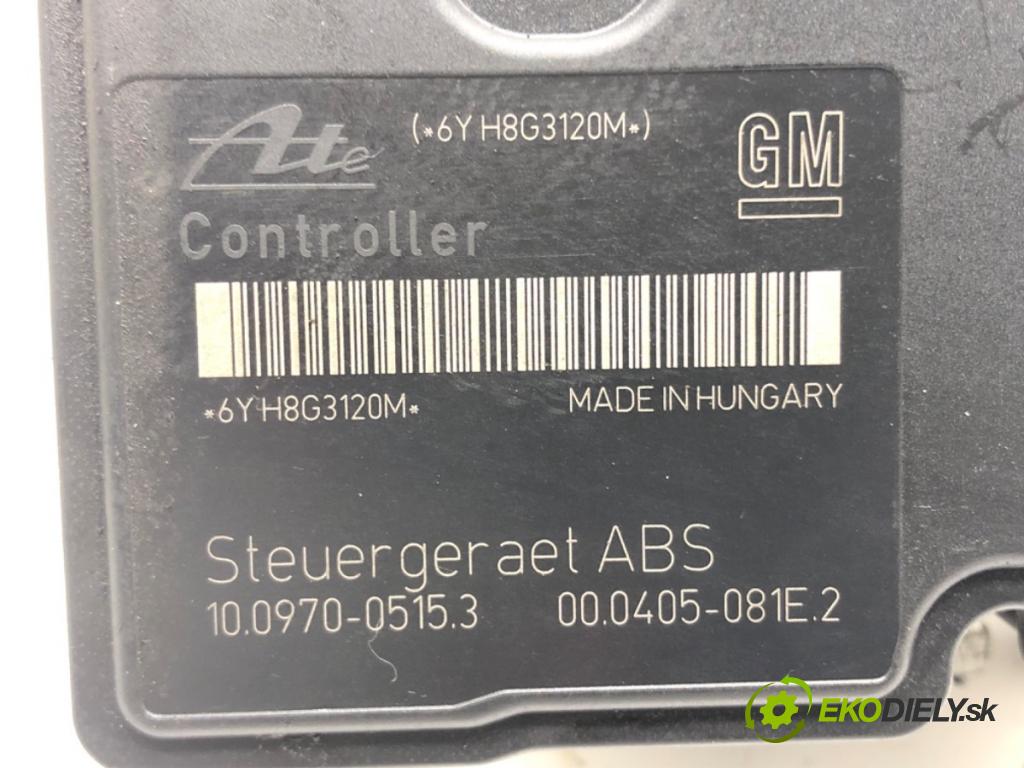 Ate (*6Y H8G3120M*) GM
Controller
*6Y H8G3120M* MADE IN HUNGARY
Steuergeraet ABS
10.0970-0515.3 00.0405-081E.2
EKODIELY.sk